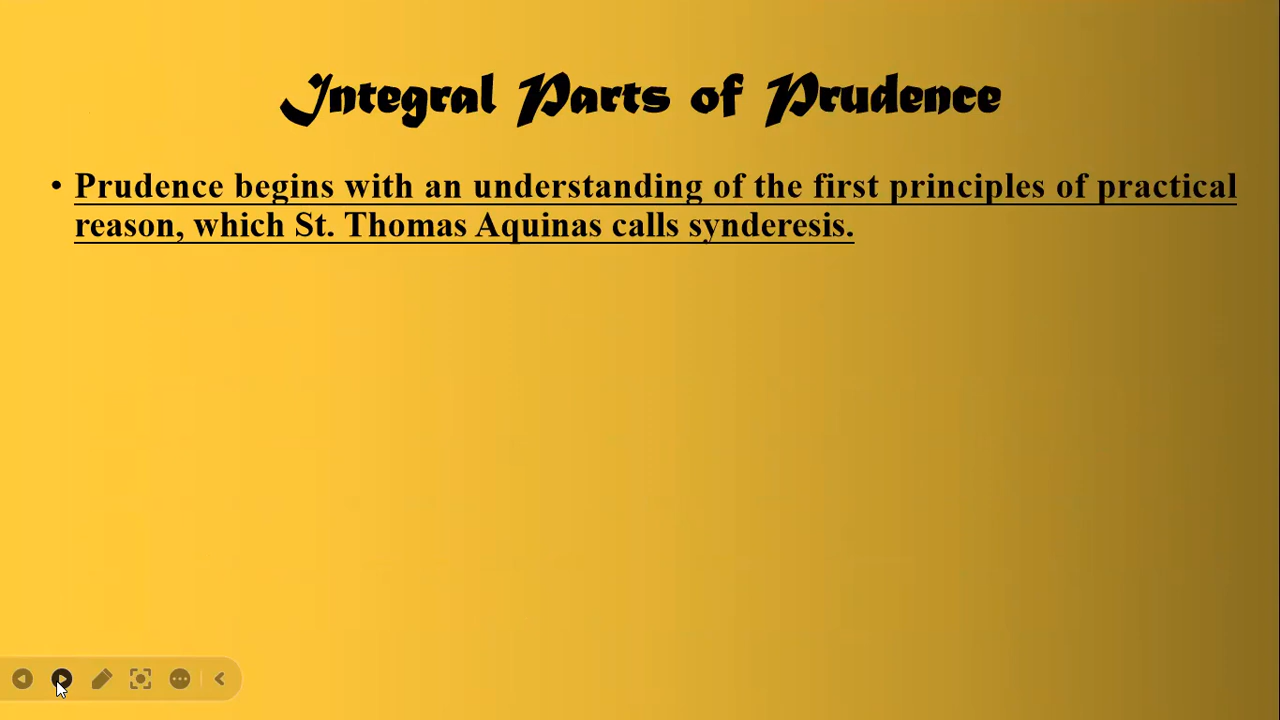 Integral Parts of Prudence
• Prudence begins with an understanding of the first principles of practical
reason, which St. Thomas Aquinas calls synderesis.